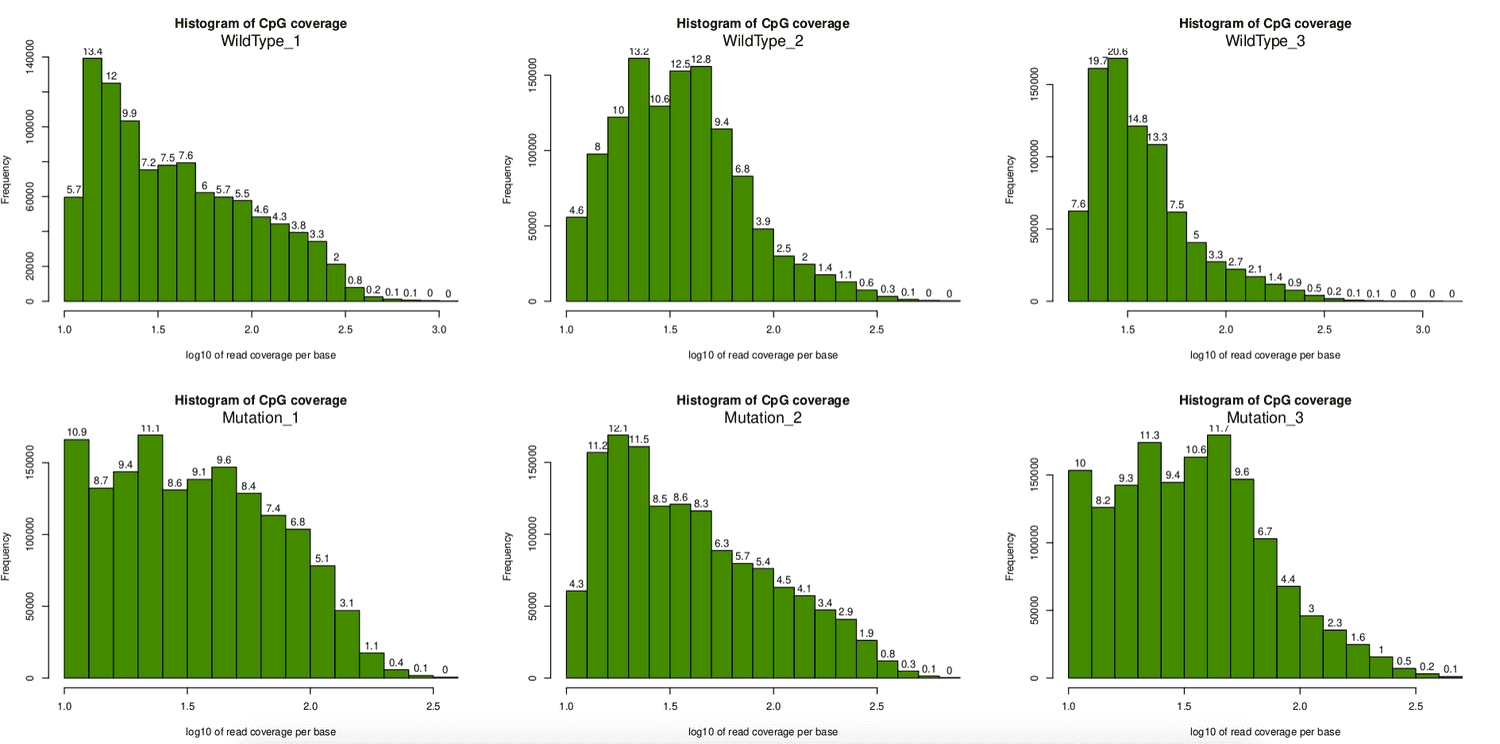 Histogram of CpG coverage
WildType_1
Frequency
0 20000 60000 100000 140000
5.7 13.4 12 9.9 7.2 7.5 7.6 6 5.7 5.5 4.6 4.3 3.8 3.3 2 0.8 0.2 0.1 0.1 0 0
1.0 1.5 2.0 2.5 3.0
log10 of read coverage per base
Histogram of CpG coverage
WildType_2
Frequency
0 50000 100000 150000
4.6 8 10 13.2 10.6 12.5 12.8 9.4 6.8 3.9 2.5 2 1.4 1.1 0.6 0.3 0.1 0 0
1.0 1.5 2.0 2.5
log10 of read coverage per base
Histogram of CpG coverage
WildType_3
Frequency
0 50000 100000 150000
7.6 19.7 20.6 14.8 13.3 7.5 5 3.3 2.7 2.1 1.4 0.9 0.5 0.2 0.1 0.1 0 0 0 0
1.5 2.0 2.5 3.0
log10 of read coverage per base
Histogram of CpG coverage
Mutation_1
Frequency
0 50000 100000 150000
10.9 8.7 9.4 11.1 8.6 9.1 9.6 8.4 7.4 6.8 5.1 3.1 1.1 0.4 0.1 0
1.0 1.5 2.0 2.5
log10 of read coverage per base
Histogram of CpG coverage
Mutation_2
Frequency
0 50000 100000 150000
4.3 11.2 12.1 11.5 8.5 8.6 8.3 6.3 5.7 5.4 4.5 4.1 3.4 2.9 1.9 0.8 0.3 0.1 0
1.0 1.5 2.0 2.5
log10 of read coverage per base
Histogram of CpG coverage
Mutation_3
Frequency
0 50000 100000 150000
10 8.2 9.3 11.3 9.4 10.6 11.7 9.6 6.7 4.4 3 2.3 1.6 1 0.5 0.2 0.1
1.0 1.5 2.0 2.5
log10 of read coverage per base